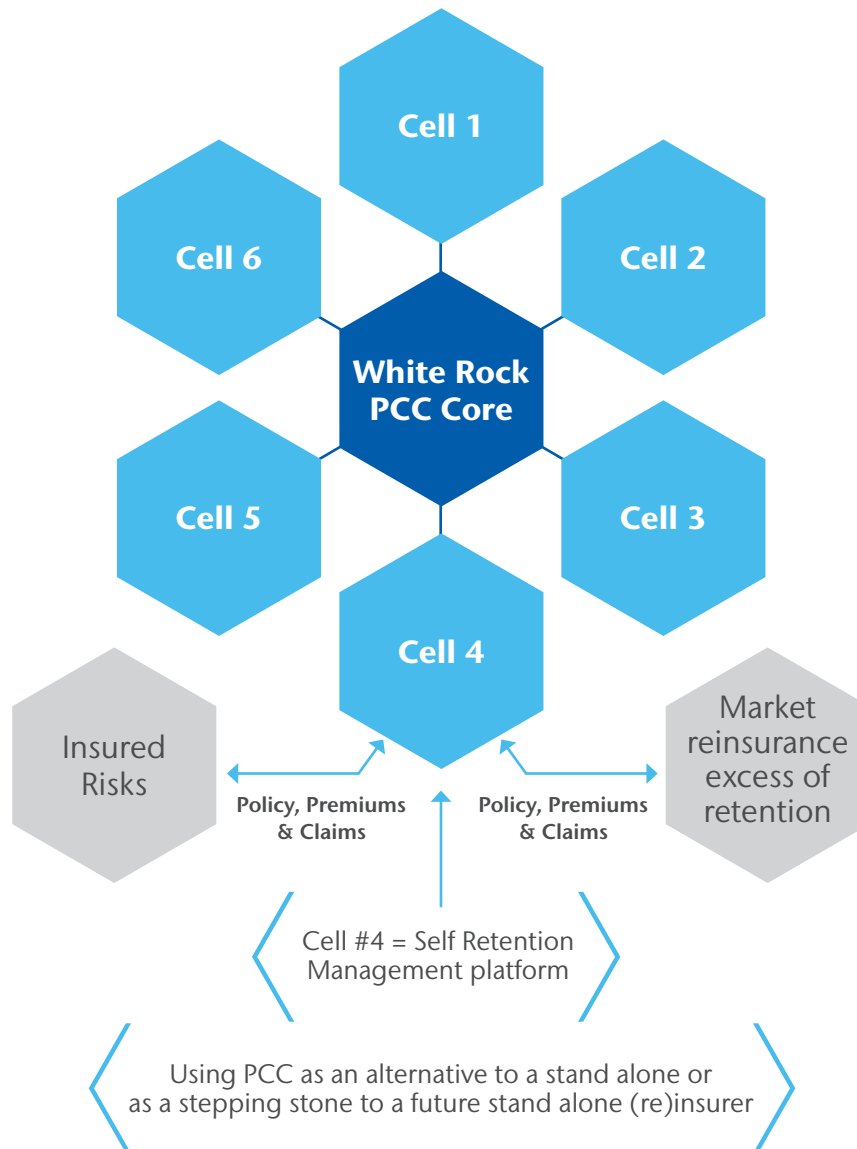 Cell 1
Cell 6
Cell 2
White Rock
PCC Core
Cell 5
Cell 3
Cell 4
Insured
Risks
Market
reinsurance
excess of
retention
Policy, Premiums
& Claims
Policy, Premiums
& Claims
Cell #4 = Self Retention
Management platform
Using PCC as an alternative to a stand alone or
as a stepping stone to a future stand alone (re)insurer